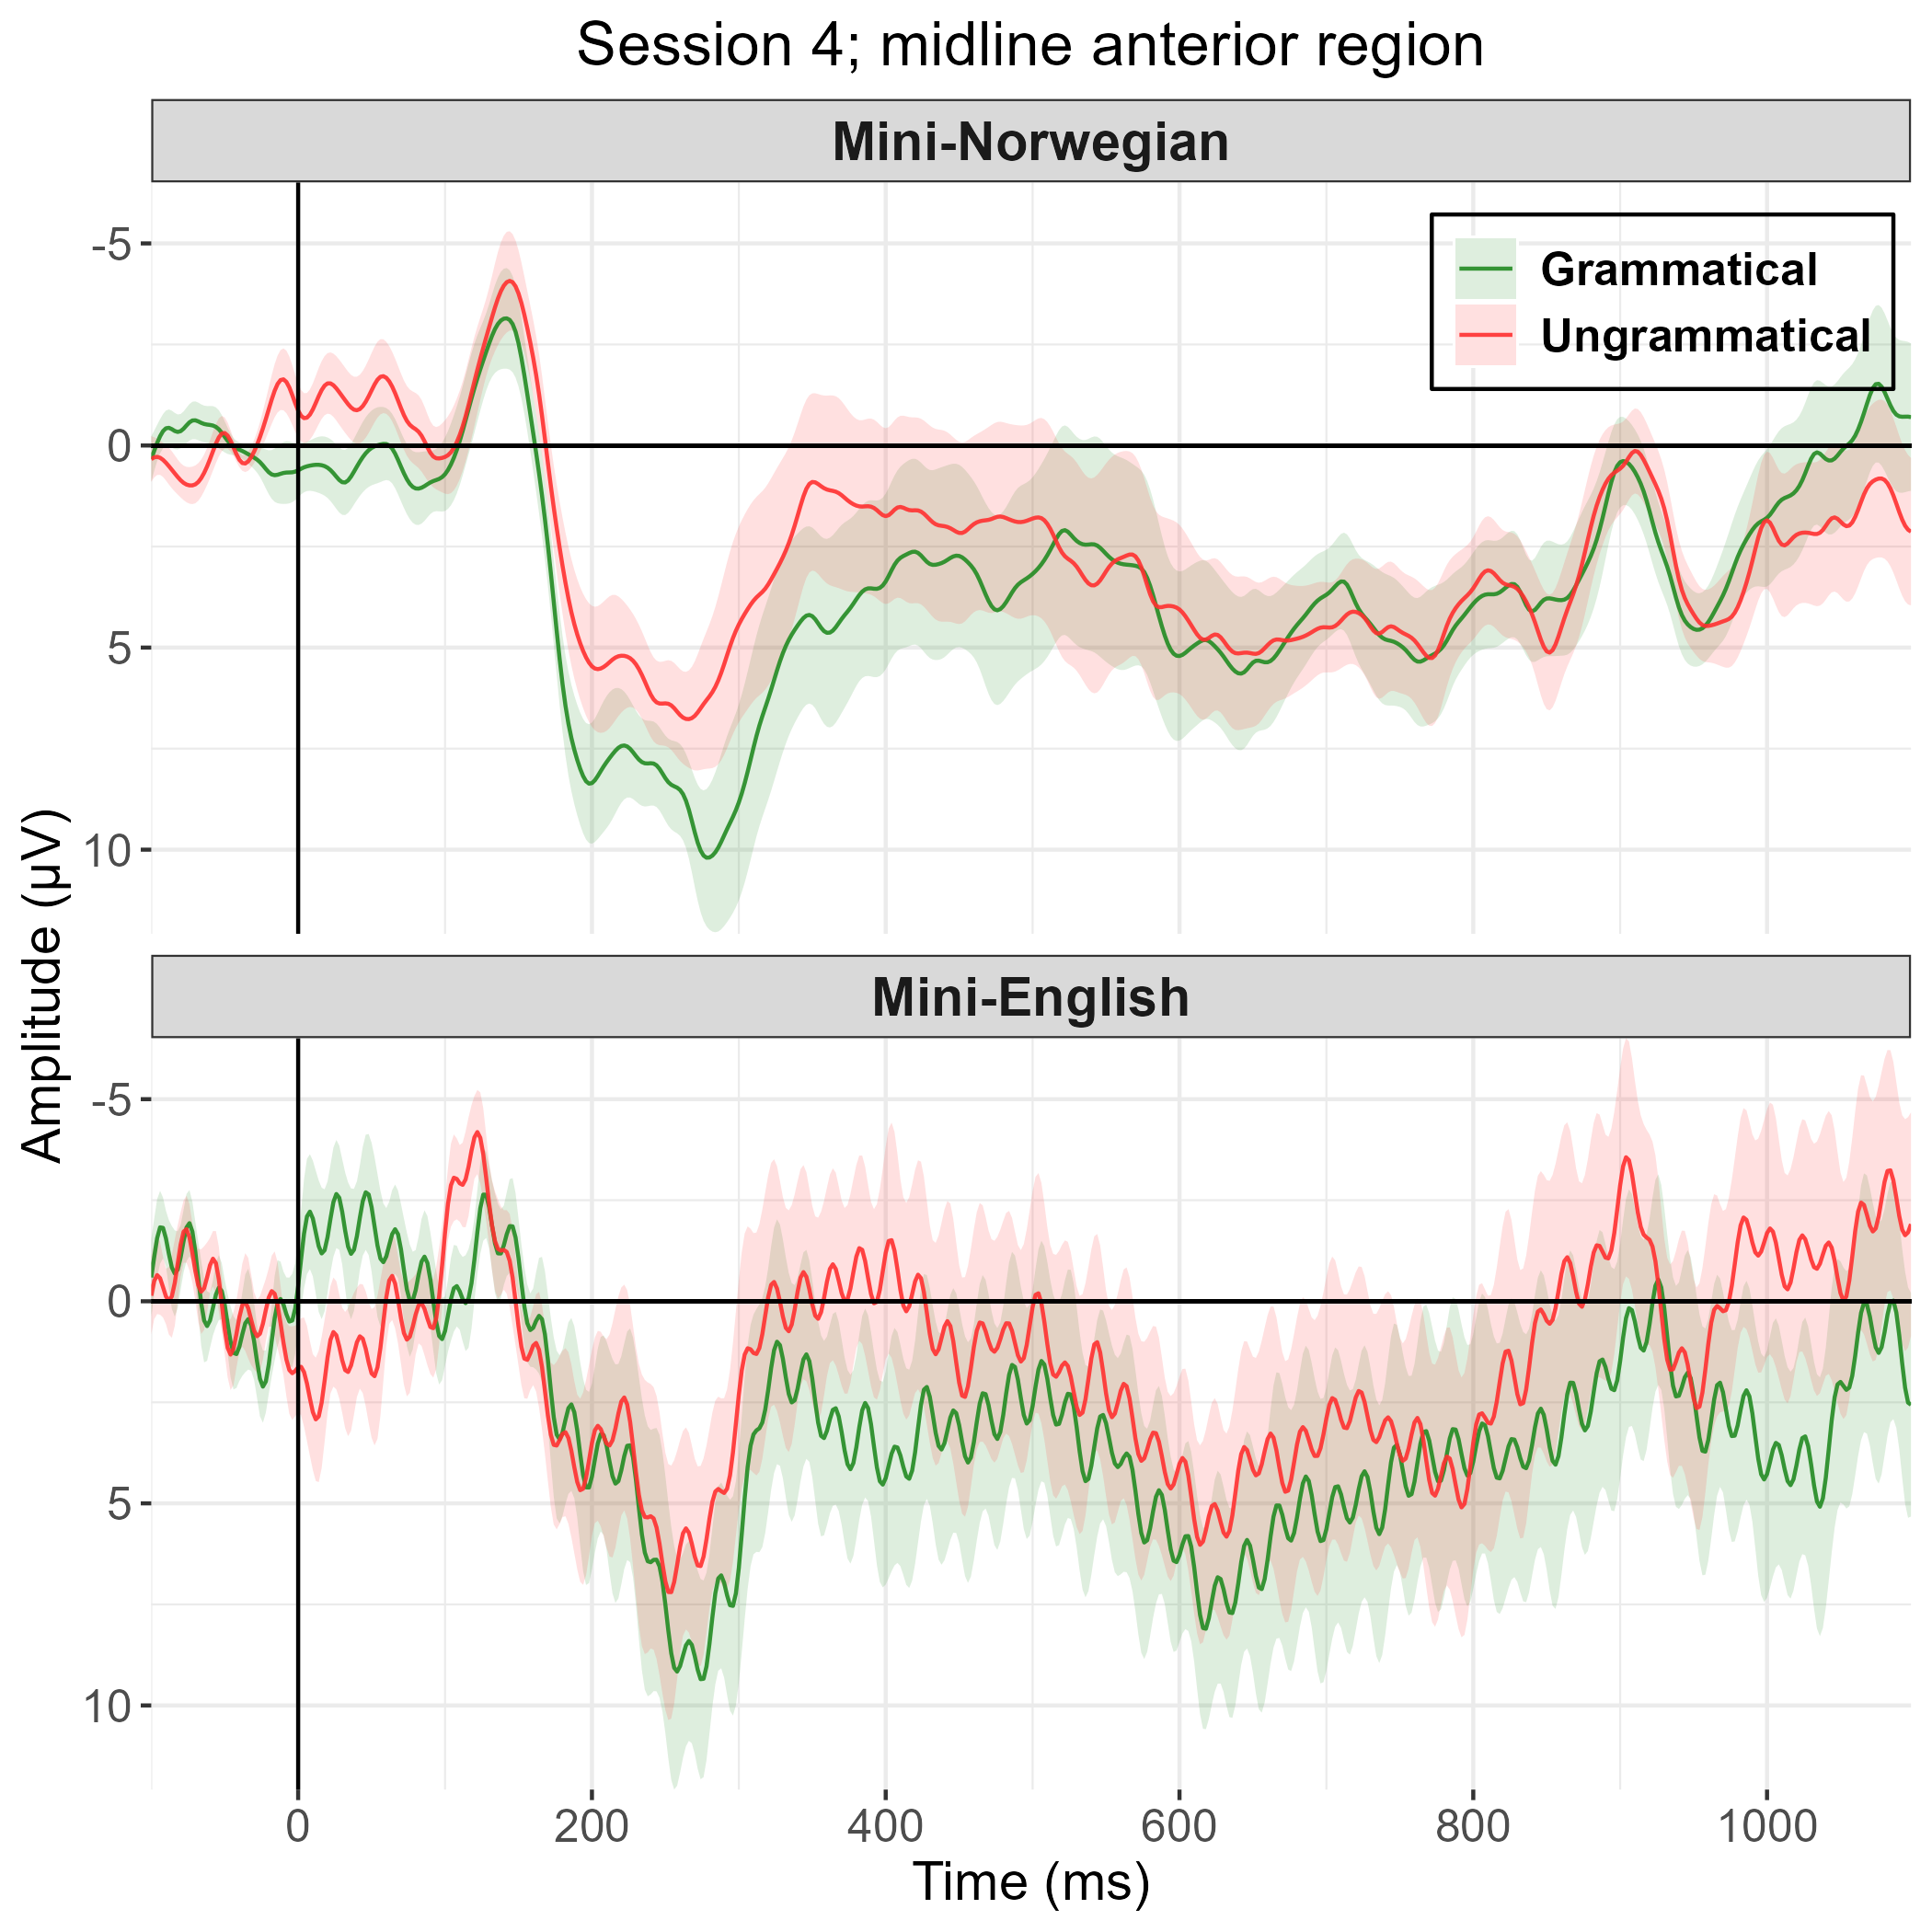 Session 4; midline anterior region
Mini-Norwegian
-5
0
5
10
Grammatical
Ungrammatical
Amplitude (µV)
Mini-English
-5
0
5
10
0 200 400 600 800 1000
Time (ms)